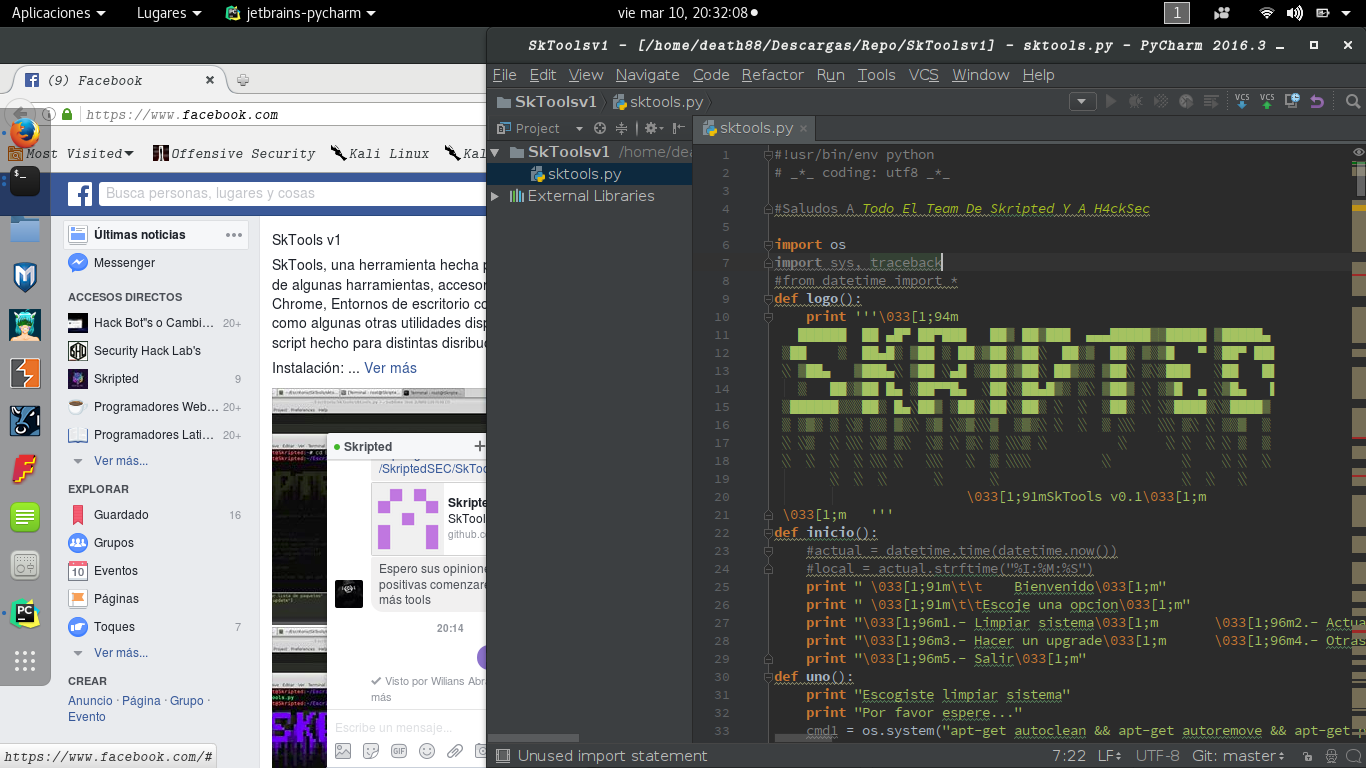 Aplicaciones Lugares jetbrains-pycharm vie mar 10, 20:32:08 1
(9) Facebook
https://www.facebook.com
Most Visited Offensive Security Kali Linux Kal
Busca personas, lugares y cosas
Últimas noticias
Messenger
ACCESOS DIRECTOS
Hack Bot"s o Cambi... 20+
Security Hack Lab's
Skripted 9
Programadores Web... 20+
Programadores Lati... 20+
Ver más...
EXPLORAR
Guardado 16
Grupos
Eventos
Páginas
Toques 7
Ver más...
CREAR
Anuncio · Página · Grupo ·
Evento
https://www.facebook.com/#
SkTools v1
SkTools, una herramienta hecha p
de algunas harramientas, accesor
Chrome, Entornos de escritorio co
como algunas otras utilidades disp
script hecho para distintas disribuc
Instalación: ... Ver más
Skripted
/SkriptedSEC/SkToo
Skripte
SkTool
github.c
Espero sus opinione
positivas comenzare
más tools
20:14
Visto por Wilians Abra
más
Escribe un mensaje...
SkToolsv1 - [/home/death88/Descargas/Repo/SkToolsv1] - sktools.py - PyCharm 2016.3
File Edit View Navigate Code Refactor Run Tools VCS Window Help
SkToolsv1 sktools.py
Project
SkToolsv1 /home/dea
sktools.py
External Libraries
sktools.py
1 #!usr/bin/env python
2 # _*_ coding: utf8 _*_
3
4 #Saludos A Todo El Team De Skripted Y A H4ckSec
5
6 import os
7 import sys, traceback
8 #from datetime import *
9 def logo():
10 print '''\033[1;94m
11
12
13
14
15
16
17
18
19
20 \033[1;91mSkTools v0.1\033[1;m
21 \033[1;m '''
22 def inicio():
23 #actual = datetime.time(datetime.now())
24 #local = actual.strftime("%I:%M:%S")
25 print " \033[1;91m\t\t Bienvenido\033[1;m"
26 print " \033[1;91m\t\tEscoje una opcion\033[1;m"
27 print "\033[1;96m1.- Limpiar sistema\033[1;m \033[1;96m2.- Actua
28 print "\033[1;96m3.- Hacer un upgrade\033[1;m \033[1;96m4.- Otras
29 print "\033[1;96m5.- Salir\033[1;m"
30 def uno():
31 print "Escogiste limpiar sistema"
32 print "Por favor espere..."
33 cmd1 = os.system("apt-get autoclean && apt-get autoremove && apt-get
Unused import statement 7:22 LF UTF-8 Git: master